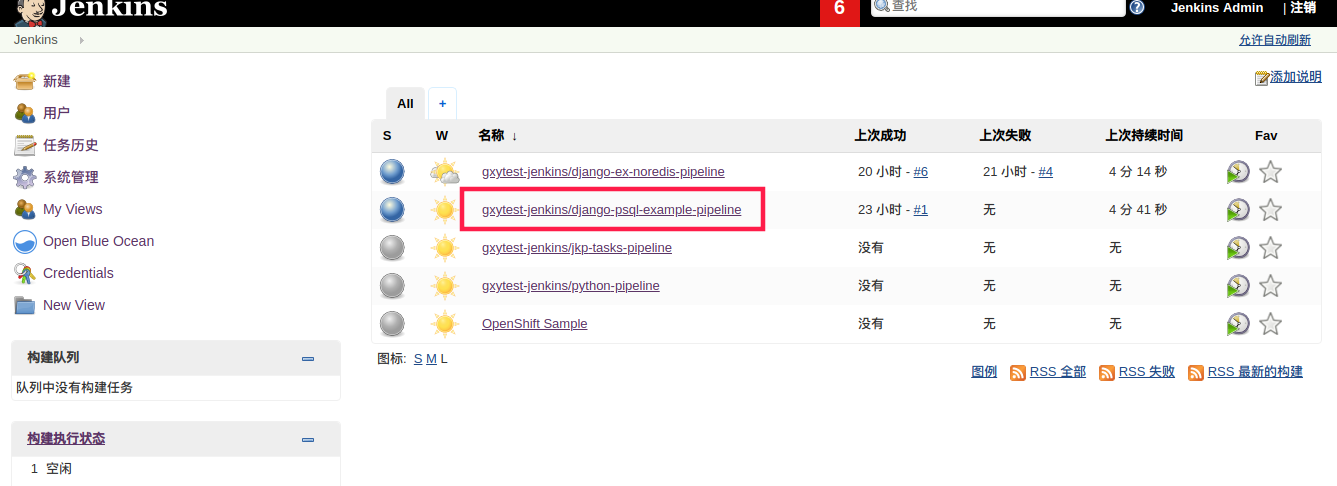 Jenkins
6
查找
Jenkins Admin | 注销
Jenkins
允许自动刷新
新建
用户
任务历史
系统管理
My Views
Open Blue Ocean
Credentials
New View
构建队列
队列中没有构建任务
构建执行状态
1 空闲
添加说明
All +
S W 名称 ↓ 上次成功 上次失败 上次持续时间 Fav
gxytest-jenkins/django-ex-noredis-pipeline 20 小时 - #6 21 小时 - #4 4 分 14 秒
gxytest-jenkins/django-psql-example-pipeline 23 小时 - #1 无 4 分 41 秒
gxytest-jenkins/jkp-tasks-pipeline 没有 无 无
gxytest-jenkins/python-pipeline 没有 无 无
OpenShift Sample 没有 无 无
图标: S M L
图例 RSS 全部 RSS 失败 RSS 最新的构建